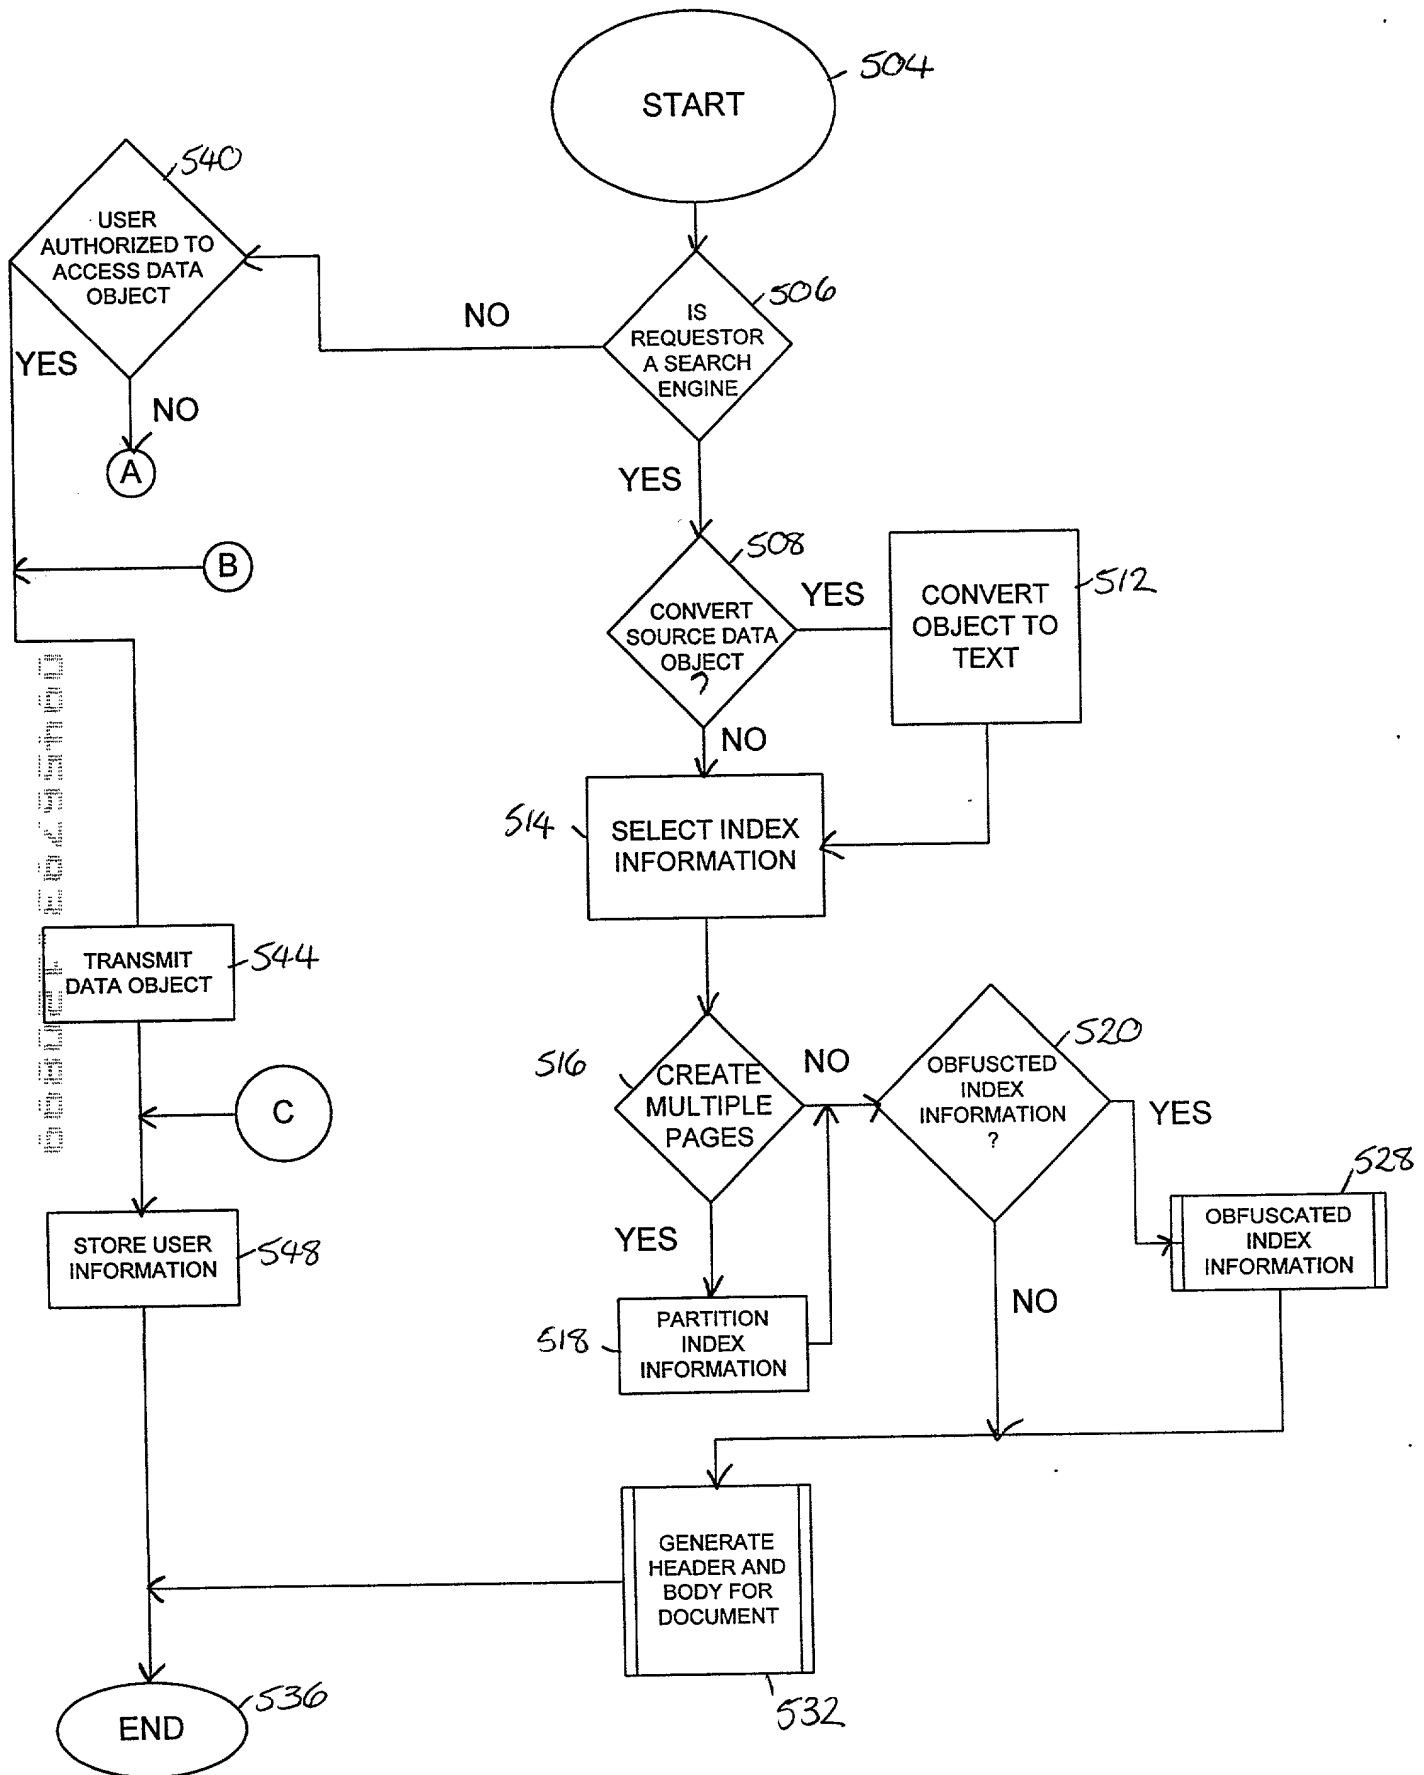 START
504
540
USER
AUTHORIZED TO
ACCESS DATA
OBJECT
506
IS
REQUESTOR
A SEARCH
ENGINE
NO
YES
NO
A
YES
B
508
CONVERT
SOURCE DATA
OBJECT
?
YES
CONVERT
OBJECT TO
TEXT
512
NO
514
SELECT INDEX
INFORMATION
TRANSMIT
DATA OBJECT
544
516
CREATE
MULTIPLE
PAGES
NO
OBFUSCTED
INDEX
INFORMATION
?
520
YES
C
528
OBFUSCATED
INDEX
INFORMATION
STORE USER
INFORMATION
548
YES
NO
518
PARTITION
INDEX
INFORMATION
GENERATE
HEADER AND
BODY FOR
DOCUMENT
532
END
536